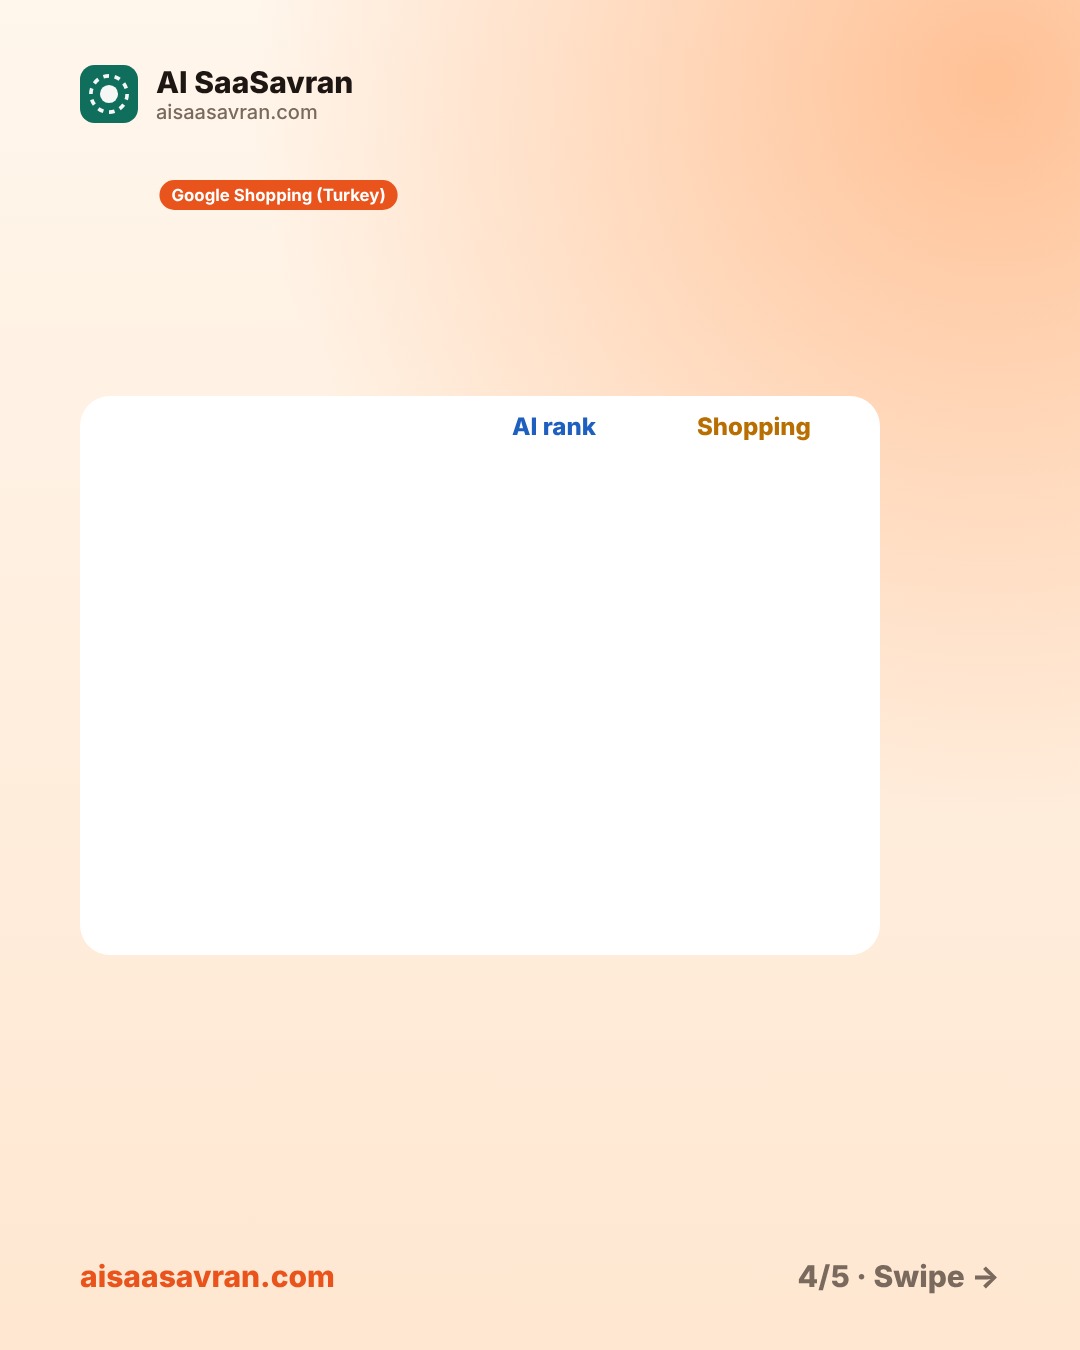 AI SaaSavran
aisaasavran.com
Google Shopping (Turkey)
AI rank Shopping
aisaasavran.com
4/5 · Swipe →